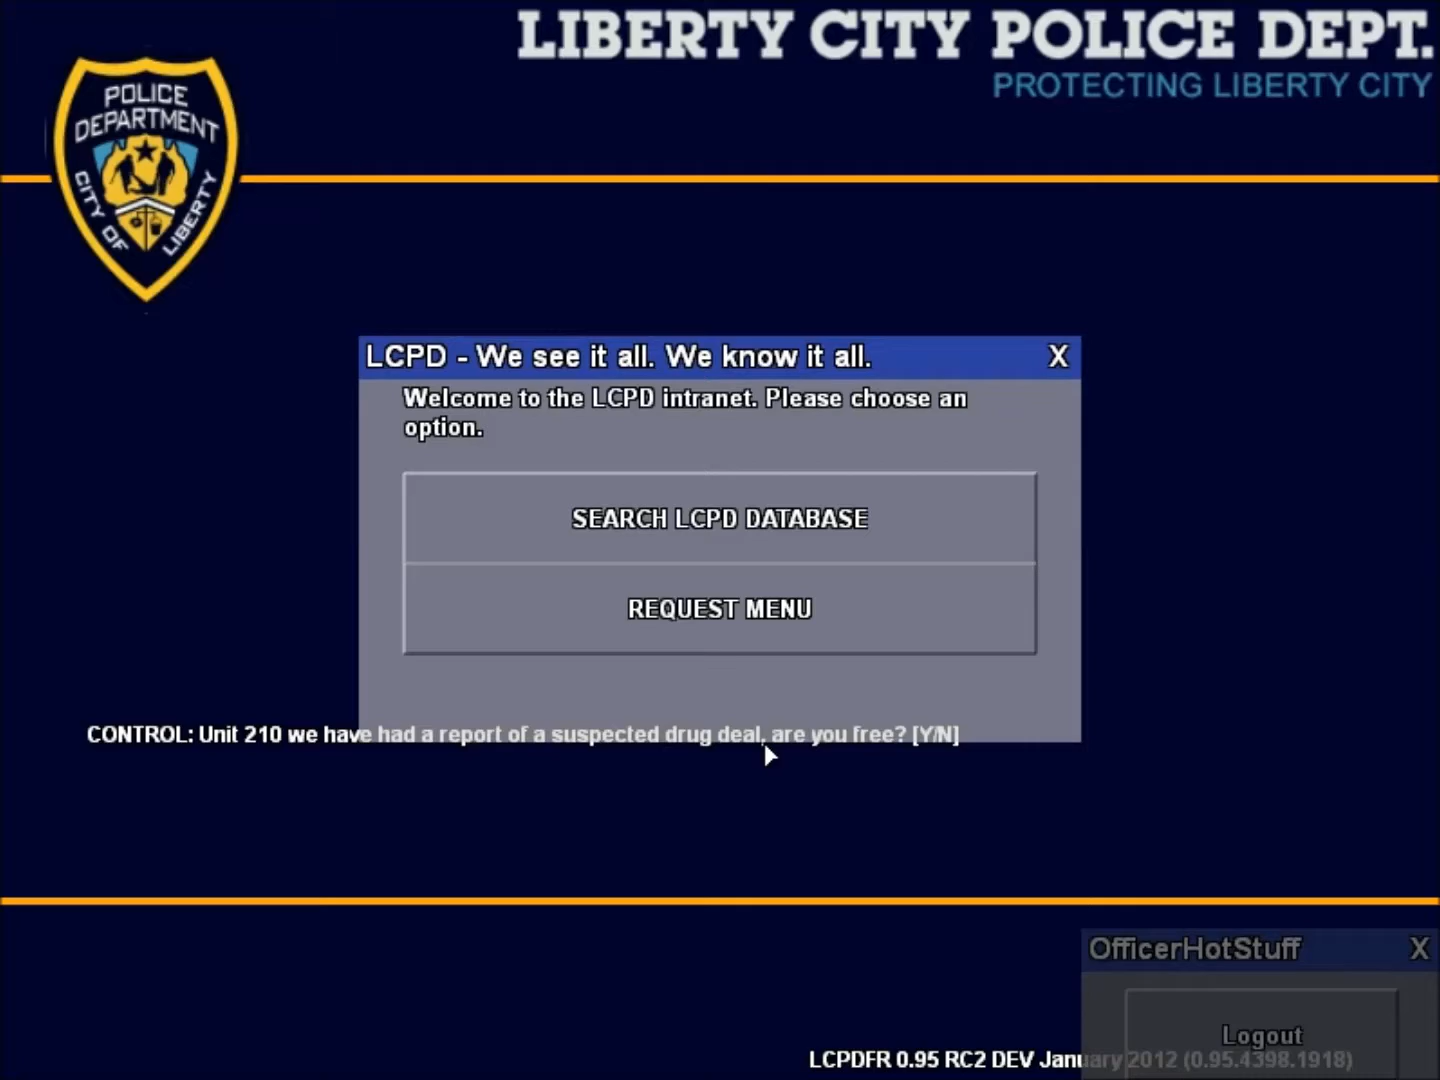 LIBERTY CITY POLICE DEPT.
PROTECTING LIBERTY CITY
POLICE
DEPARTMENT
CITY OF LIBERTY
LCPD - We see it all. We know it all. X
Welcome to the LCPD intranet. Please choose an
option.
SEARCH LCPD DATABASE
REQUEST MENU
CONTROL: Unit 210 we have had a report of a suspected drug deal, are you free? [Y/N]
OfficerHotStuff X
Logout
LCPDFR 0.95 RC2 DEV January 2012 (0.95.4398.1918)